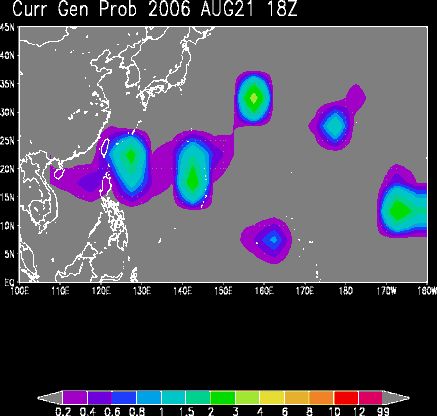 Curr Gen Prob 2006 AUG21 18Z
45N
40N
35N
30N
25N
20N
15N
10N
5N
EQ
100E 110E 120E 130E 140E 150E 160E 170E 180 170W 160W
0.2 0.4 0.6 0.8 1 1.5 2 3 4 6 8 10 12 99